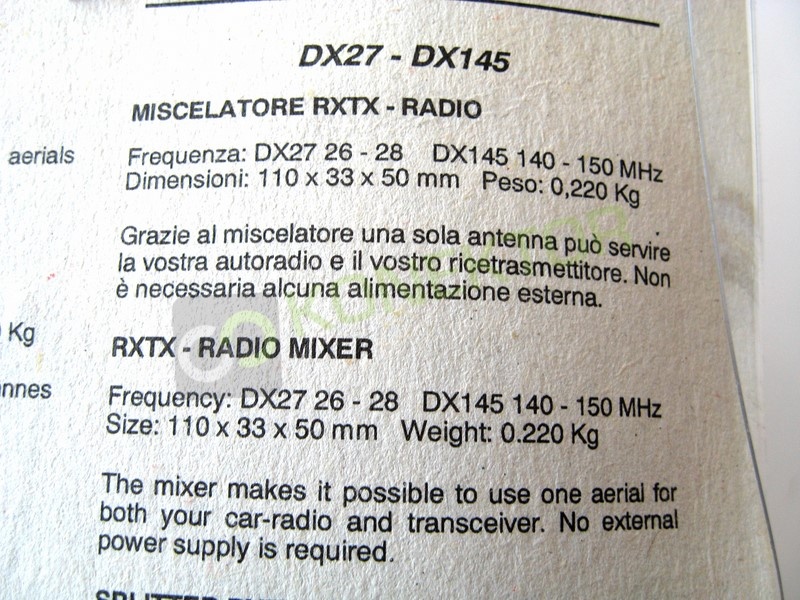 DX27 - DX145
MISCELATORE RXTX - RADIO
aerials
Frequenza: DX27 26 - 28 DX145 140 - 150 MHz
Dimensioni: 110 x 33 x 50 mm Peso: 0,220 Kg
Grazie al miscelatore una sola antenna può servire
la vostra autoradio e il vostro ricetrasmettitore. Non
è necessaria alcuna alimentazione esterna.
Kg
RXTX - RADIO MIXER
nnes
Frequency: DX27 26 - 28 DX145 140 - 150 MHz
Size: 110 x 33 x 50 mm Weight: 0.220 Kg
The mixer makes it possible to use one aerial for
both your car-radio and transceiver. No external
power supply is required.